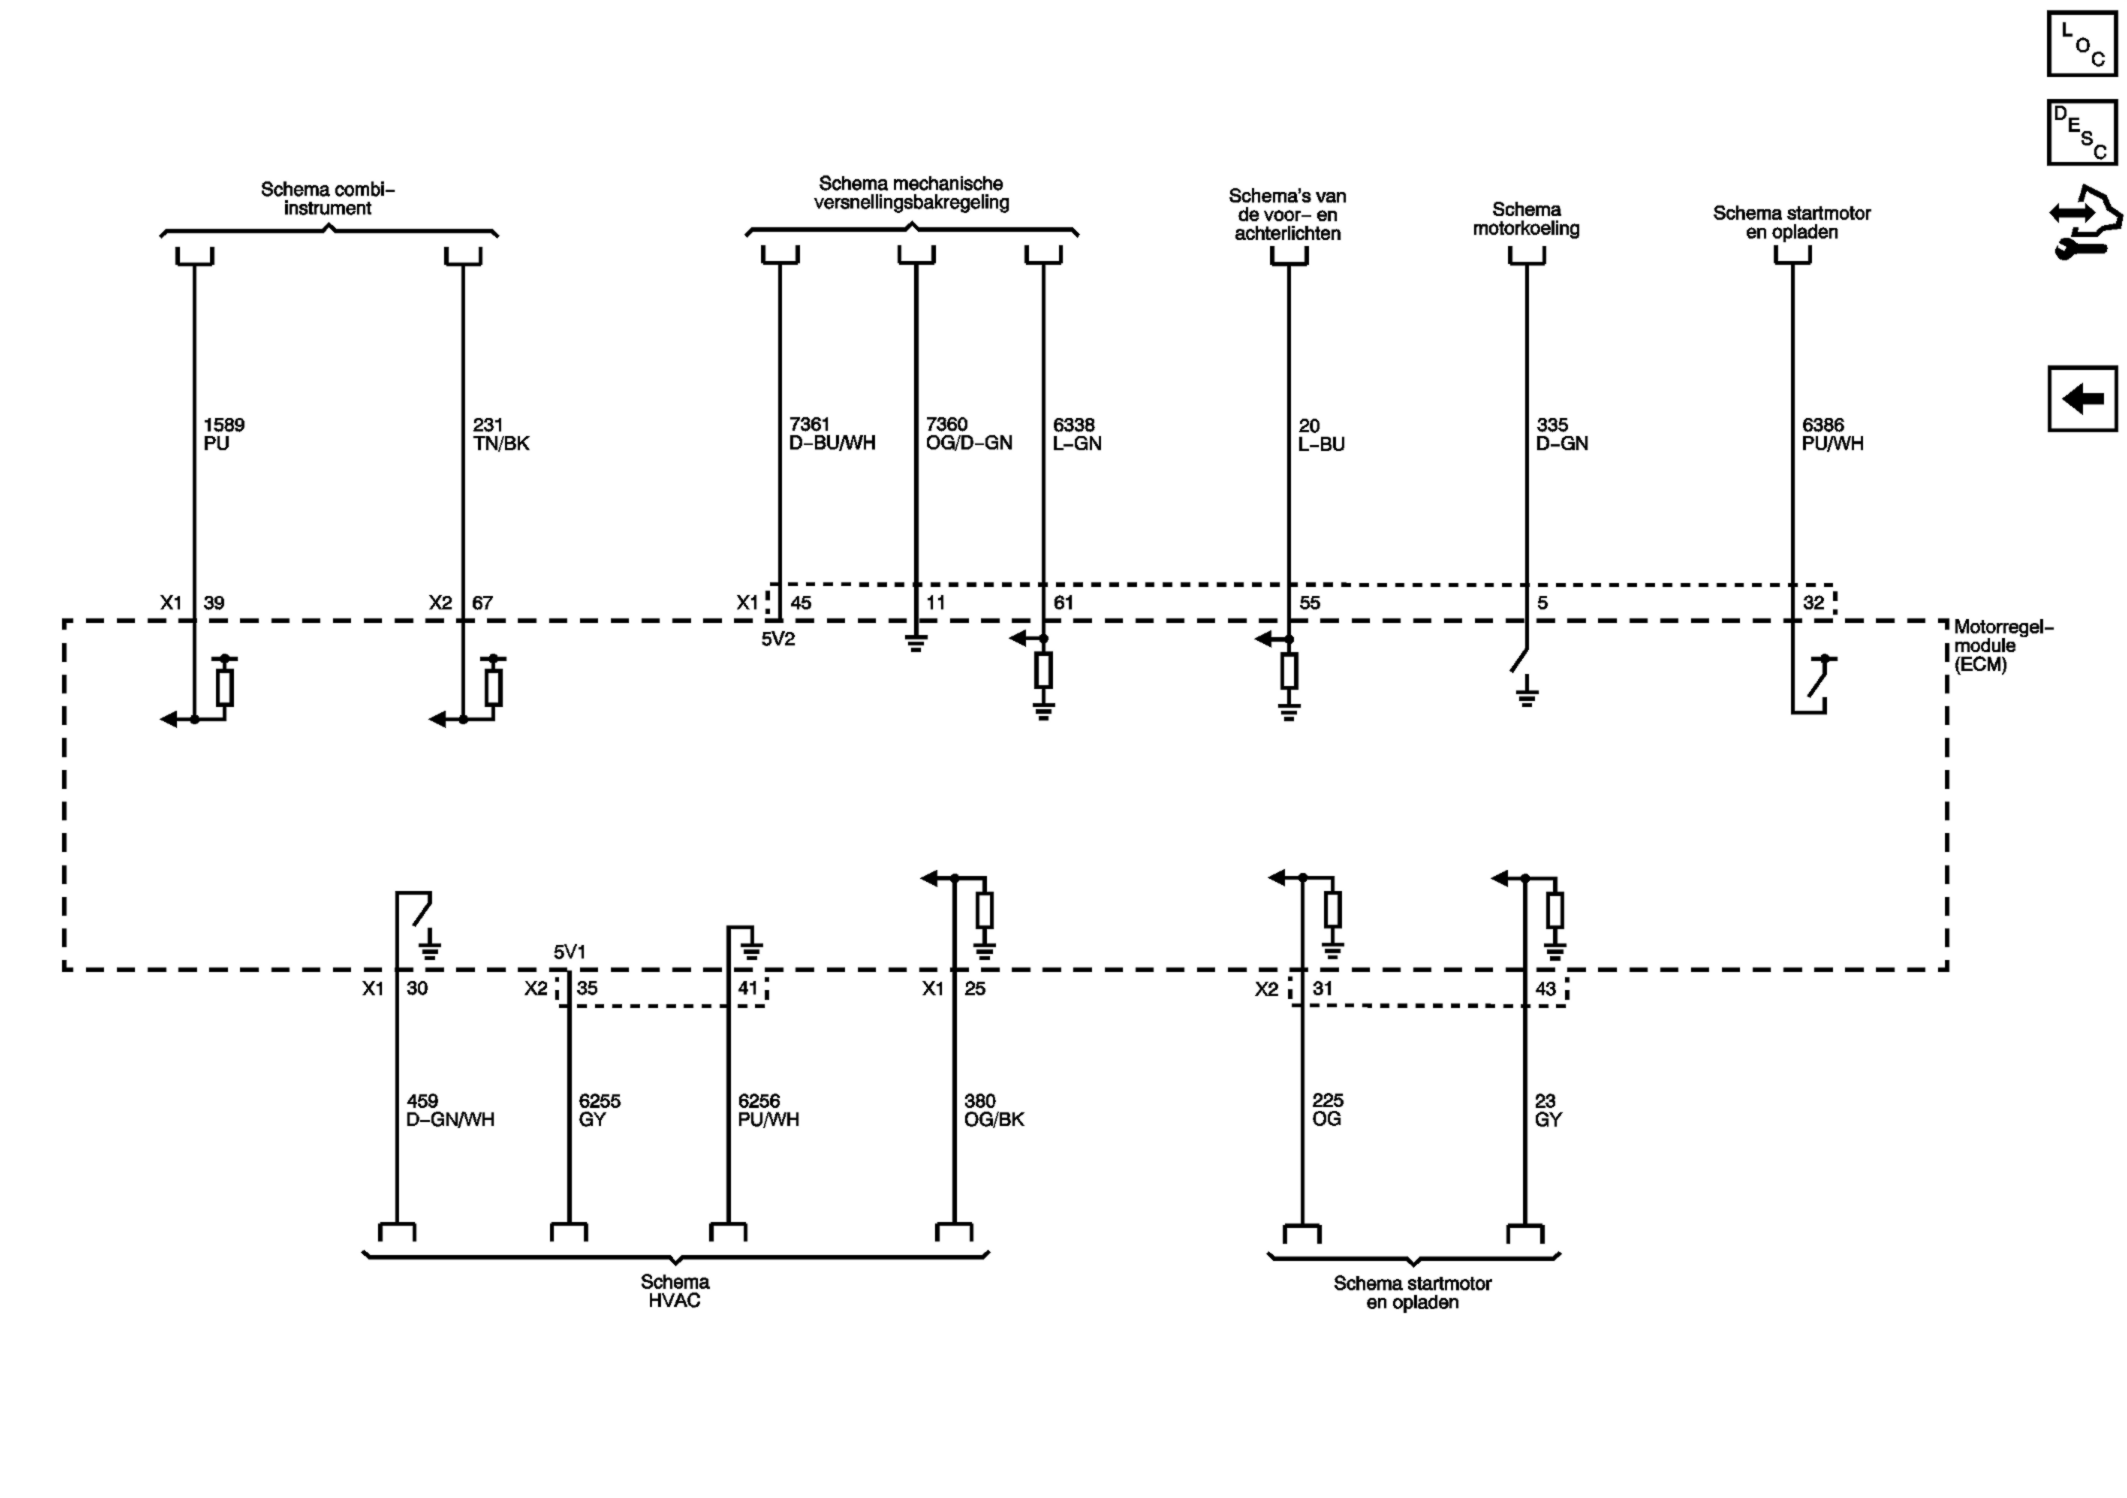 L
O
C
D
E
S
C
Schema combi–
instrument
Schema mechanische
versnellingsbakregeling
Schema's van
de voor– en
achterlichten
Schema
motorkoeling
Schema startmotor
en opladen
1589
PU
231
TN/BK
7361
D–BU/WH
7360
OG/D–GN
6338
L–GN
20
L–BU
335
D–GN
6386
PU/WH
X1 39
X2 67
X1 45 11 61 55 5 32
5V2
Motorregel–
module
(ECM)
5V1
X1 30
X2 35 41
X1 25
X2 31 43
459
D–GN/WH
6255
GY
6256
PU/WH
380
OG/BK
225
OG
23
GY
Schema
HVAC
Schema startmotor
en opladen